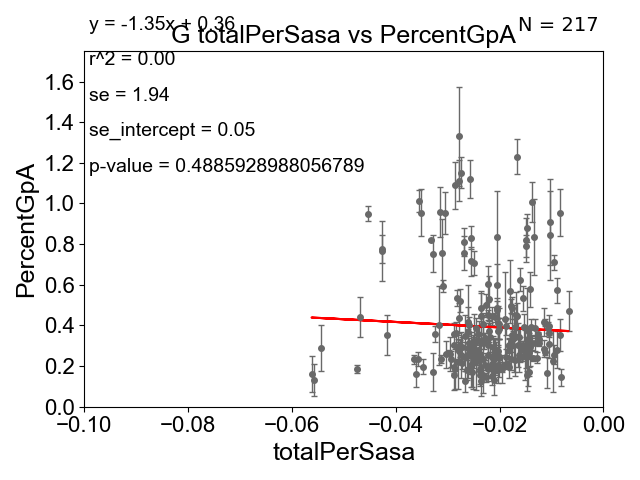 y = -1.35x + 0.36
N = 217
G totalPerSasa vs PercentGpA
r^2 = 0.00
se = 1.94
se_intercept = 0.05
p-value = 0.4885928988056789
PercentGpA
1.6
1.4
1.2
1.0
0.8
0.6
0.4
0.2
0.0
−0.10 −0.08 −0.06 −0.04 −0.02 0.00
totalPerSasa